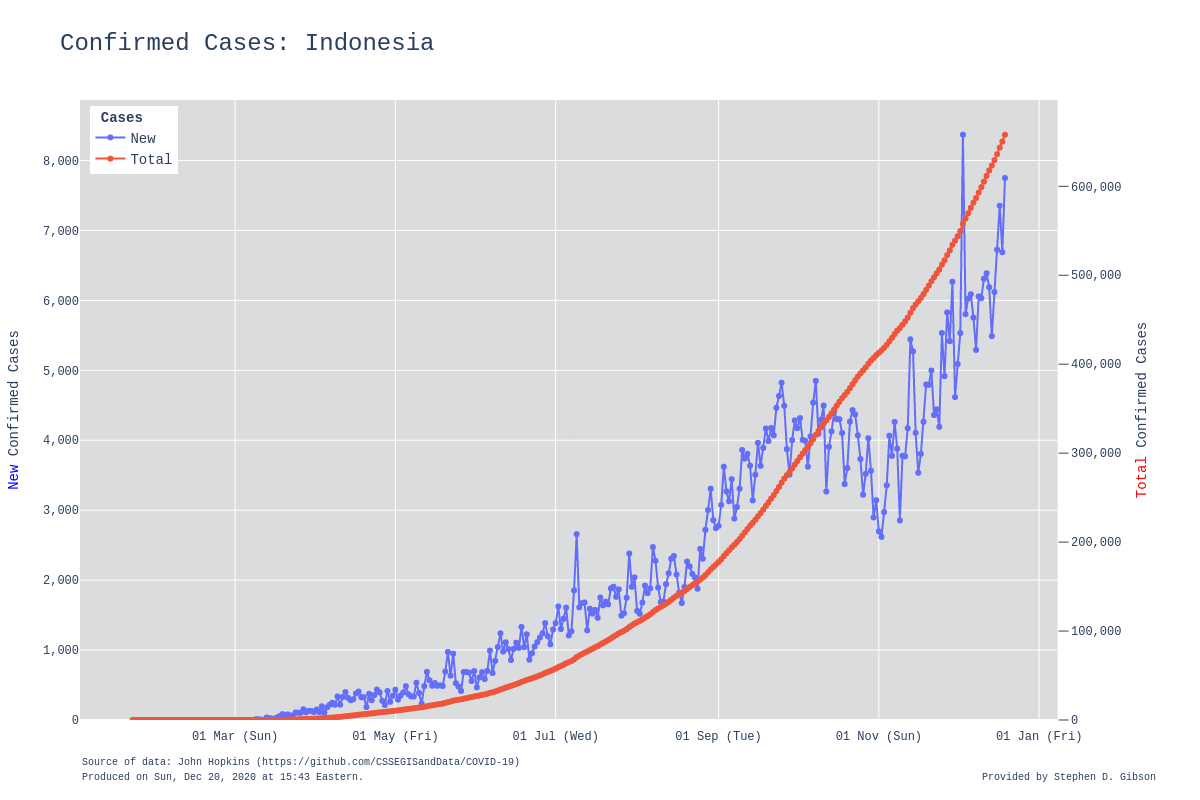 Confirmed Cases: Indonesia
Cases
New
Total
8,000
7,000
6,000
5,000
4,000
3,000
2,000
1,000
0
New Confirmed Cases
600,000
500,000
400,000
300,000
200,000
100,000
0
Total Confirmed Cases
01 Mar (Sun)
01 May (Fri)
01 Jul (Wed)
01 Sep (Tue)
01 Nov (Sun)
01 Jan (Fri)
Source of data: John Hopkins (https://github.com/CSSEGISandData/COVID-19)
Produced on Sun, Dec 20, 2020 at 15:43 Eastern.
Provided by Stephen D. Gibson